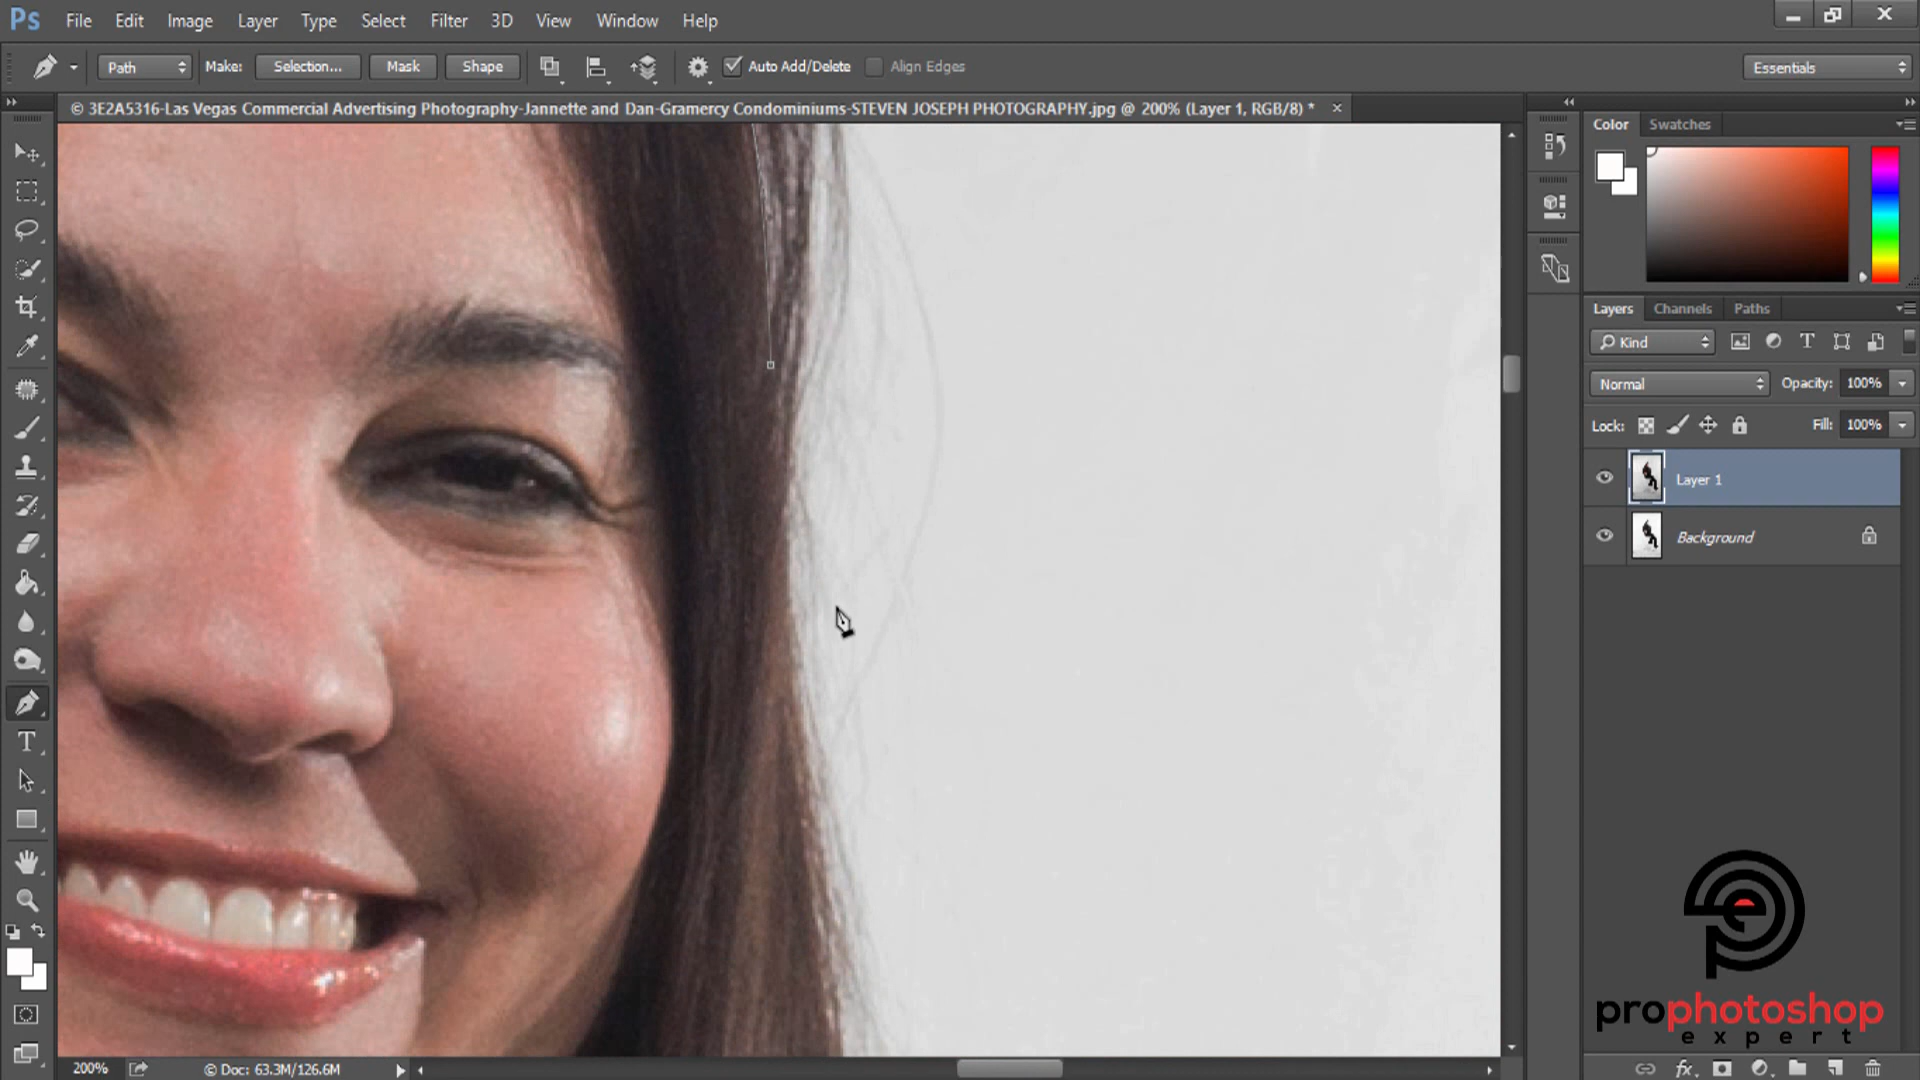 Ps File Edit Image Layer Type Select Filter 3D View Window Help
Path Make: Selection... Mask Shape Auto Add/Delete Align Edges Essentials
© 3E2A5316-Las Vegas Commercial Advertising Photography-Jannette and Dan-Gramercy Condominiums-STEVEN JOSEPH PHOTOGRAPHY.jpg @ 200% (Layer 1, RGB/8) *
Color Swatches
Layers Channels Paths
Kind
Normal Opacity: 100%
Lock: Fill: 100%
Layer 1
Background
prophotoshop
expert
200% © Doc: 63.3M/126.6M